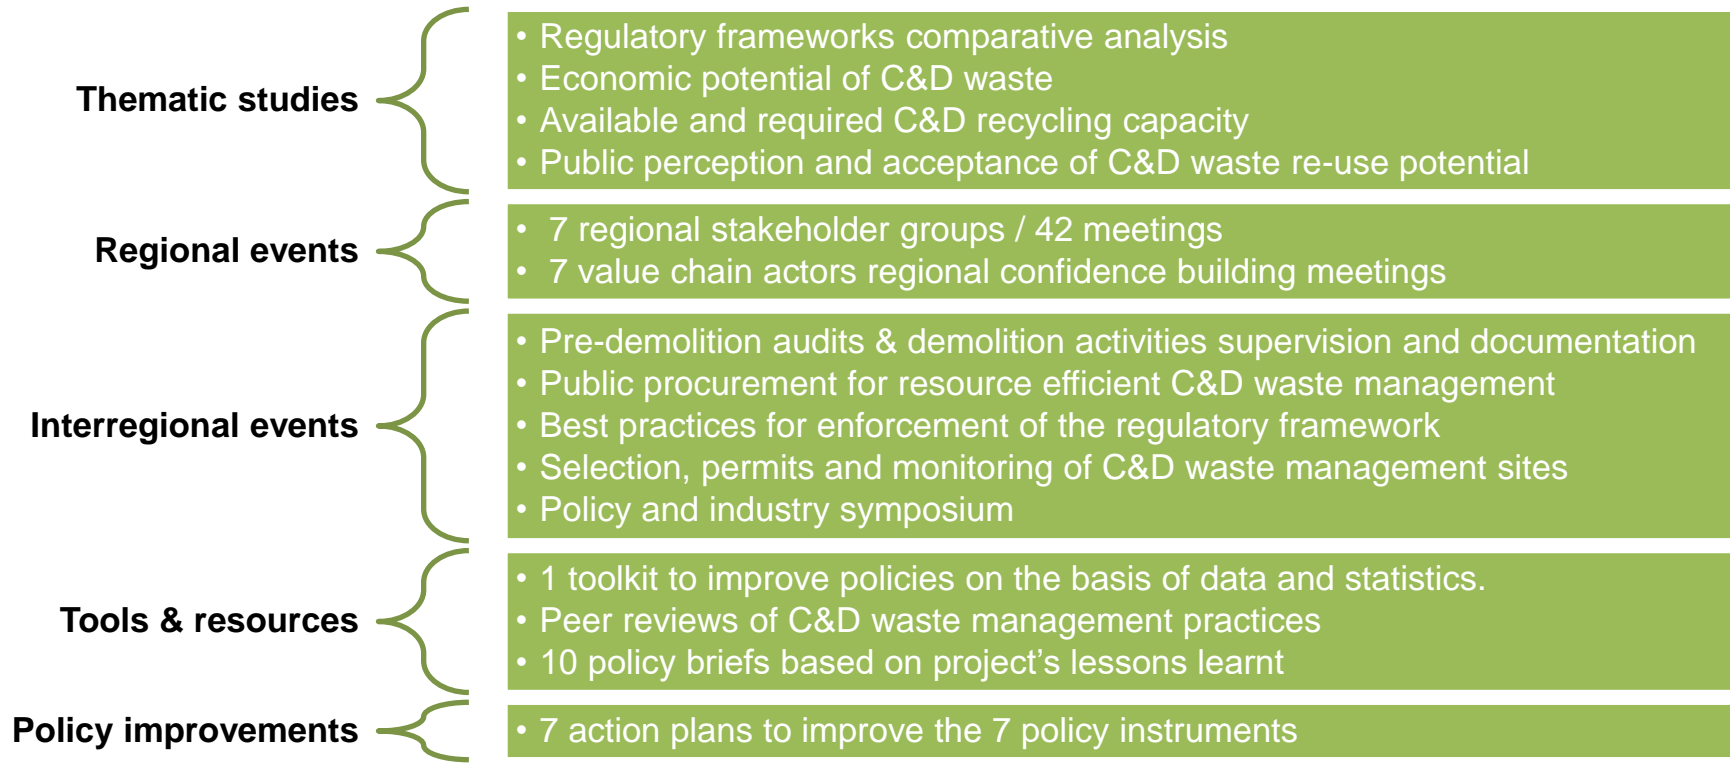 Thematic studies
• Regulatory frameworks comparative analysis
• Economic potential of C&D waste
• Available and required C&D recycling capacity
• Public perception and acceptance of C&D waste re-use potential
Regional events
• 7 regional stakeholder groups / 42 meetings
• 7 value chain actors regional confidence building meetings
Interregional events
• Pre-demolition audits & demolition activities supervision and documentation
• Public procurement for resource efficient C&D waste management
• Best practices for enforcement of the regulatory framework
• Selection, permits and monitoring of C&D waste management sites
• Policy and industry symposium
Tools & resources
• 1 toolkit to improve policies on the basis of data and statistics.
• Peer reviews of C&D waste management practices
• 10 policy briefs based on project’s lessons learnt
Policy improvements
• 7 action plans to improve the 7 policy instruments